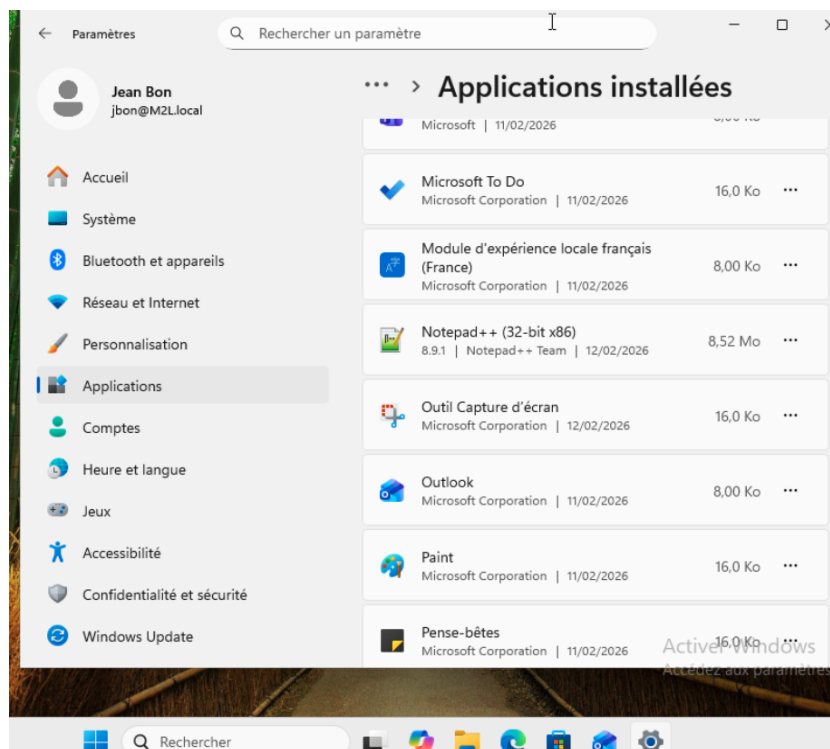 Paramètres
Rechercher un paramètre
Jean Bon
jbon@M2L.local
Accueil
Système
Bluetooth et appareils
Réseau et Internet
Personnalisation
Applications
Comptes
Heure et langue
Jeux
Accessibilité
Confidentialité et sécurité
Windows Update
Applications installées
Microsoft | 11/02/2026
Microsoft To Do
Microsoft Corporation | 11/02/2026
16,0 Ko
Module d'expérience locale français
(France)
Microsoft Corporation | 11/02/2026
8,00 Ko
Notepad++ (32-bit x86)
8.9.1 | Notepad++ Team | 12/02/2026
8,52 Mo
Outil Capture d’écran
Microsoft Corporation | 12/02/2026
16,0 Ko
Outlook
Microsoft Corporation | 11/02/2026
8,00 Ko
Paint
Microsoft Corporation | 11/02/2026
16,0 Ko
Pense-bêtes
Microsoft Corporation | 11/02/2026
16,0 Ko
Activer Windows
Accédez aux paramètres
Rechercher